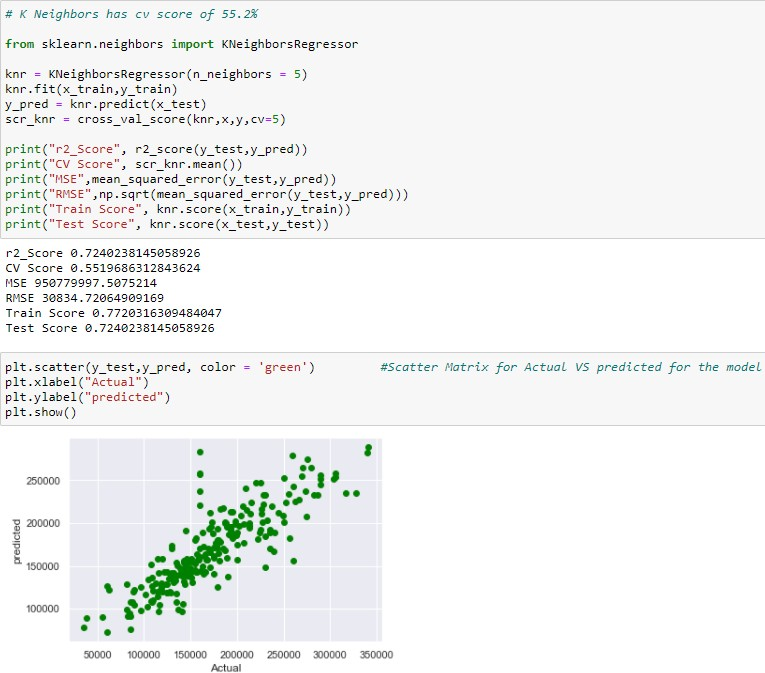 # K Neighbors has cv score of 55.2%
from sklearn.neighbors import KNeighborsRegressor
knr = KNeighborsRegressor(n_neighbors = 5)
knr.fit(x_train,y_train)
y_pred = knr.predict(x_test)
scr_knr = cross_val_score(knr,x,y,cv=5)
print("r2_Score", r2_score(y_test,y_pred))
print("CV Score", scr_knr.mean())
print("MSE",mean_squared_error(y_test,y_pred))
print("RMSE",np.sqrt(mean_squared_error(y_test,y_pred)))
print("Train Score", knr.score(x_train,y_train))
print("Test Score", knr.score(x_test,y_test))
r2_Score 0.7240238145058926
CV Score 0.5519686312843624
MSE 950779997.5075214
RMSE 30834.72064909169
Train Score 0.7720316309484047
Test Score 0.7240238145058926
plt.scatter(y_test,y_pred, color = 'green') #Scatter Matrix for Actual VS predicted for the model
plt.xlabel("Actual")
plt.ylabel("predicted")
plt.show()
250000
200000
150000
100000
predicted
50000 100000 150000 200000 250000 300000 350000
Actual